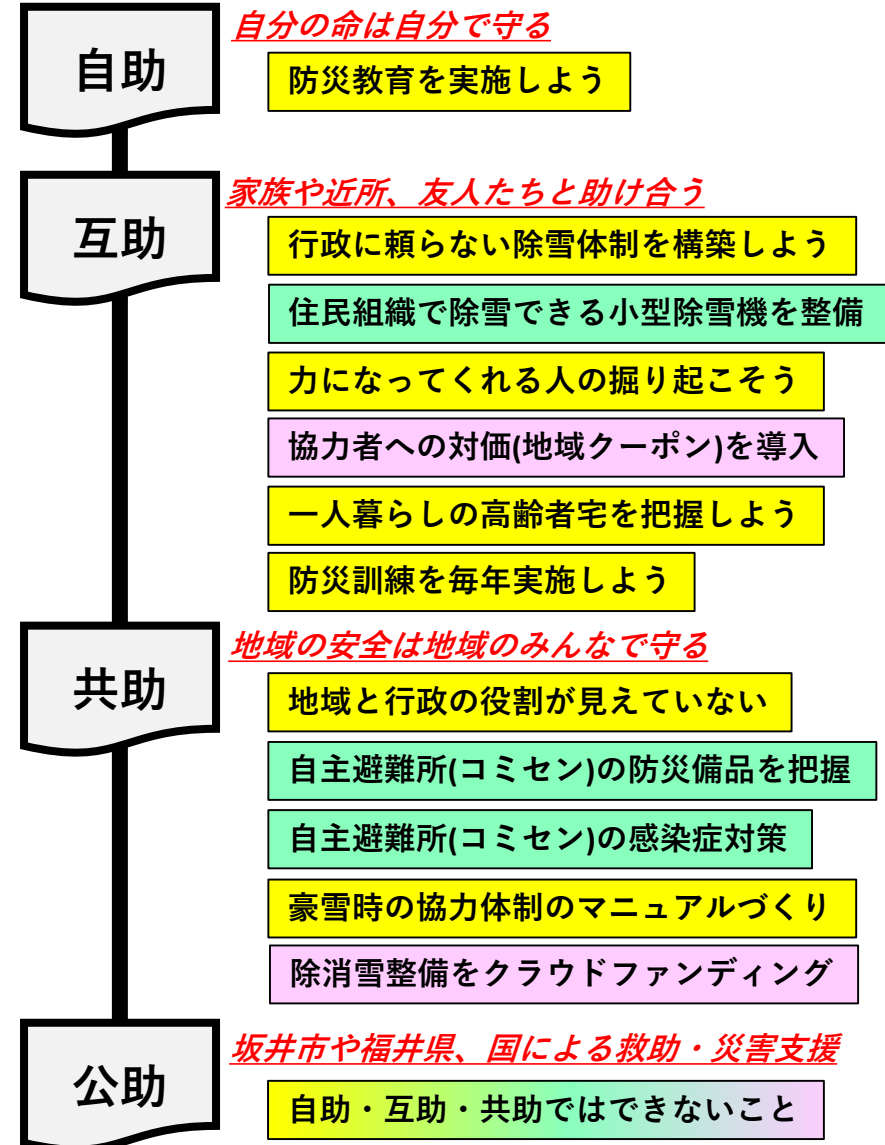 自助
自分の命は自分で守る
防災教育を実施しよう
互助
家族や近所、友人たちと助け合う
行政に頼らない除雪体制を構築しよう
住民組織で除雪できる小型除雪機を整備
力になってくれる人の掘り起こそう
協力者への対価(地域クーポン)を導入
一人暮らしの高齢者宅を把握しよう
防災訓練を毎年実施しよう
共助
地域の安全は地域のみんなで守る
地域と行政の役割が見えていない
自主避難所(コミセン)の防災備品を把握
自主避難所(コミセン)の感染症対策
豪雪時の協力体制のマニュアルづくり
除消雪整備をクラウドファンディング
公助
坂井市や福井県、国による救助・災害支援
自助・互助・共助ではできないこと